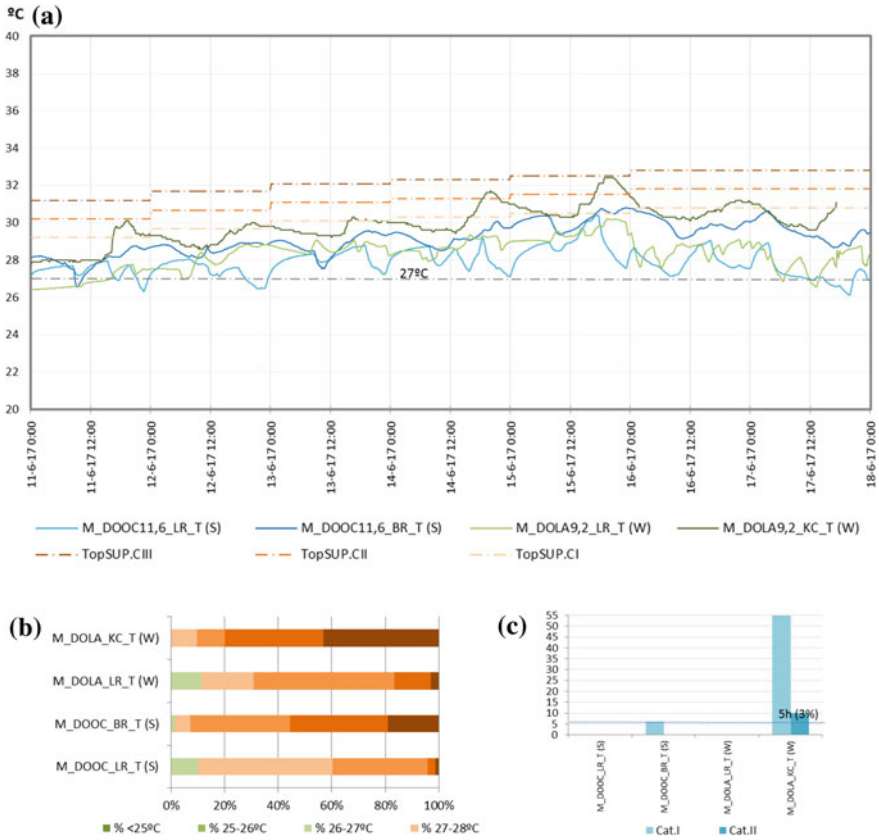 ºC (a)
40
38
36
34
32
30
28
26
24
22
20
27ºC
11-6-17 0:00
11-6-17 12:00
12-6-17 0:00
12-6-17 12:00
13-6-17 0:00
13-6-17 12:00
14-6-17 0:00
14-6-17 12:00
15-6-17 0:00
15-6-17 12:00
16-6-17 0:00
16-6-17 12:00
17-6-17 0:00
17-6-17 12:00
18-6-17 0:00
M_DOOC11,6_LR_T (S) M_DOOC11,6_BR_T (S) M_DOLA9,2_LR_T (W) M_DOLA9,2_KC_T (W)
TopSUP.CIII TopSUP.CII TopSUP.CI
(b)
M_DOLA_KC_T (W)
M_DOLA_LR_T (W)
M_DOOC_BR_T (S)
M_DOOC_LR_T (S)
0% 20% 40% 60% 80% 100%
% <25ºC % 25-26ºC % 26-27ºC % 27-28ºC
(c)
55
50
45
40
35
30
25
20
15
10
5
0
5h (3%)
M_DOOC_LR_T (S)
M_DOOC_BR_T (S)
M_DOLA_LR_T (W)
M_DOLA_KC_T (W)
Cat.I Cat.II